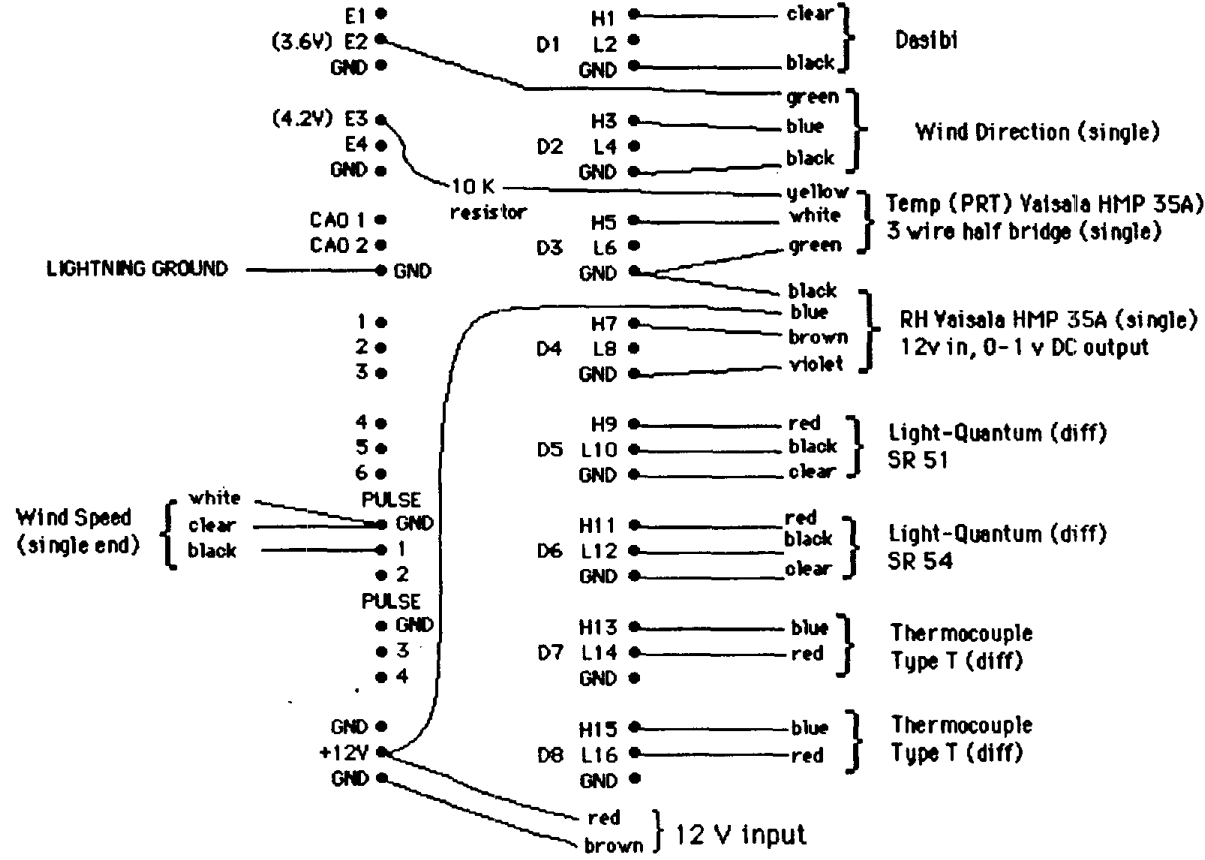 E1
(3.6V) E2
GND
(4.2V) E3
E4
GND
10 K
resistor
CAO 1
CAO 2
LIGHTNING GROUND
GND
1
2
3
4
5
6
PULSE
GND
1
2
Wind Speed
(single end)
white
clear
black
PULSE
GND
3
4
GND
+12V
GND
red
brown
12 V input
D1
H1
L2
GND
clear
black
Dasibi
D2
H3
L4
GND
green
blue
black
Wind Direction (single)
D3
H5
L6
GND
yellow
white
green
Temp (PRT) Vaisala HMP 35A)
3 wire half bridge (single)
D4
H7
L8
GND
black
blue
brown
violet
RH Vaisala HMP 35A (single)
12v in, 0-1 v DC output
D5
H9
L10
GND
red
black
clear
Light-Quantum (diff)
SR 51
D6
H11
L12
GND
red
black
clear
Light-Quantum (diff)
SR 54
D7
H13
L14
GND
blue
red
Thermocouple
Type T (diff)
D8
H15
L16
GND
blue
red
Thermocouple
Type T (diff)